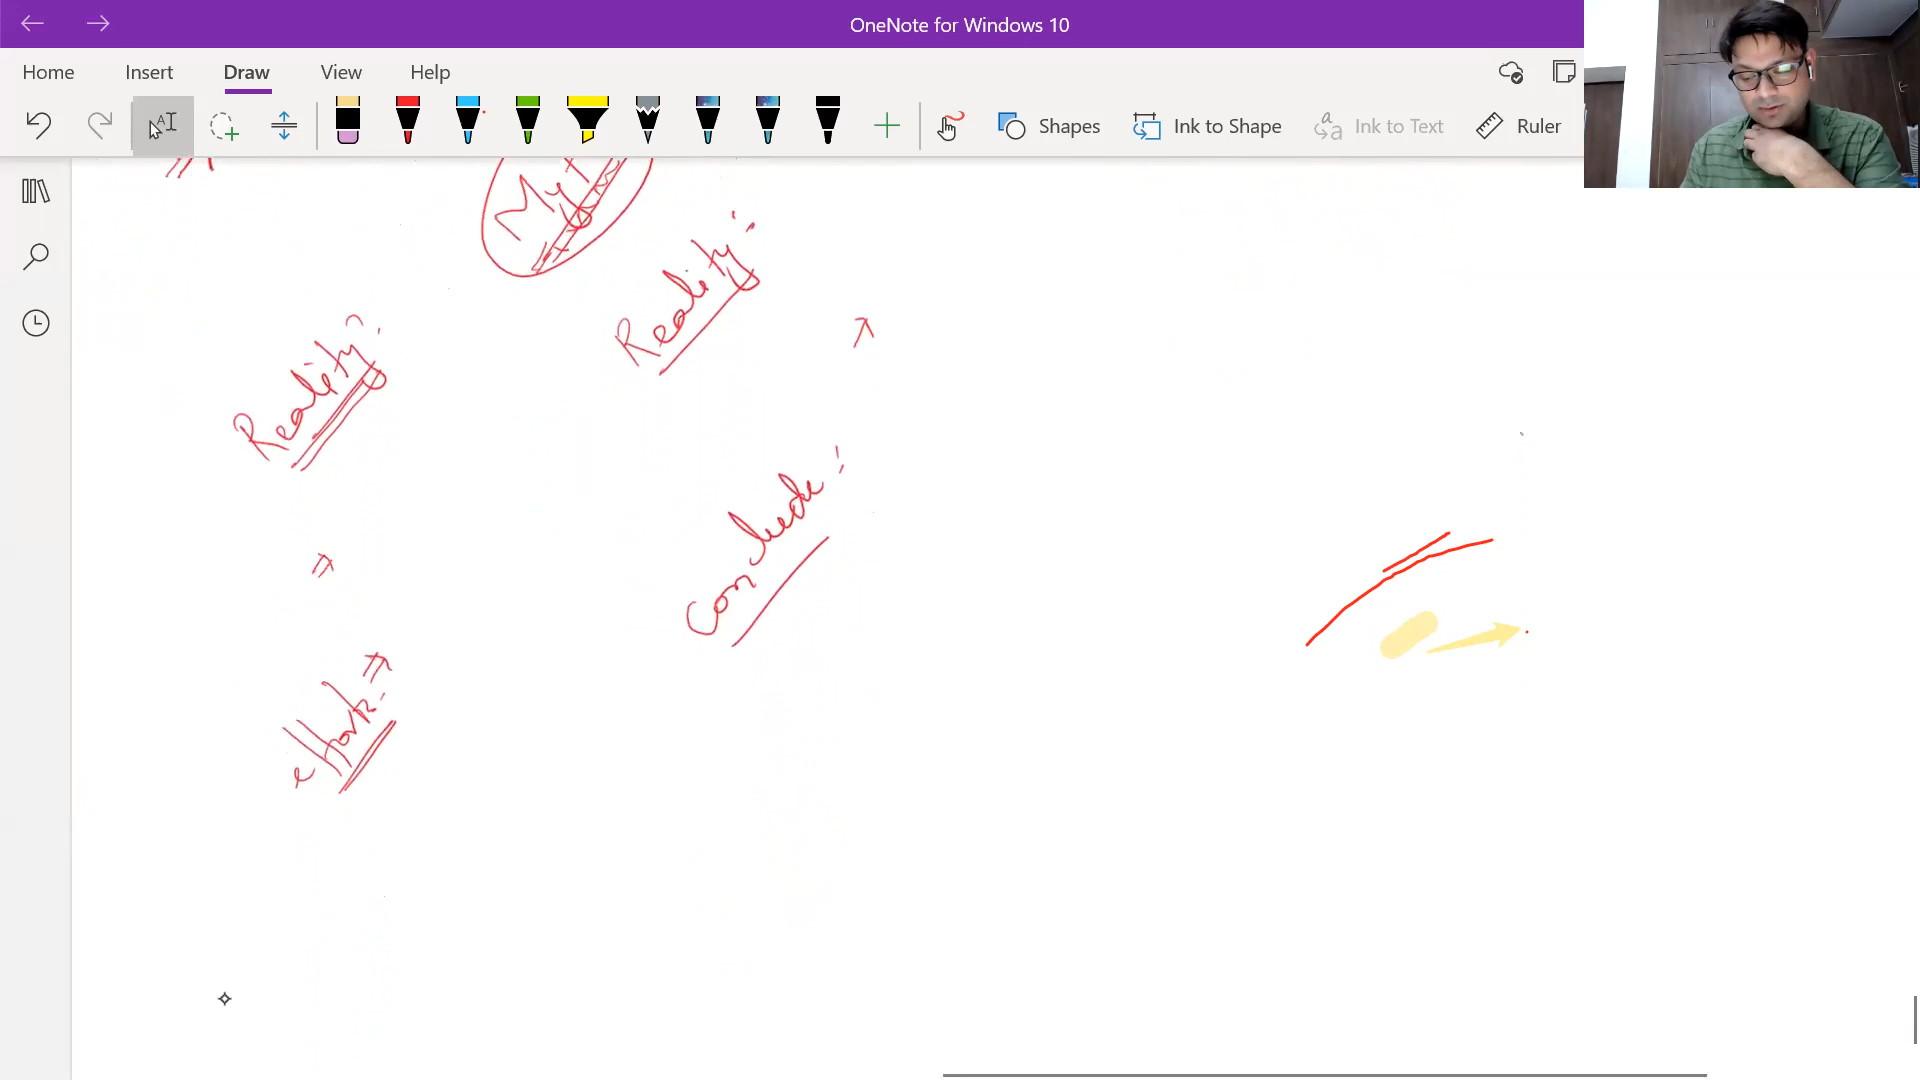 OneNote for Windows 10
Home Insert Draw View Help
Shapes Ink to Shape Ink to Text Ruler
Reality:
Reality:
Conclude:
efforts: